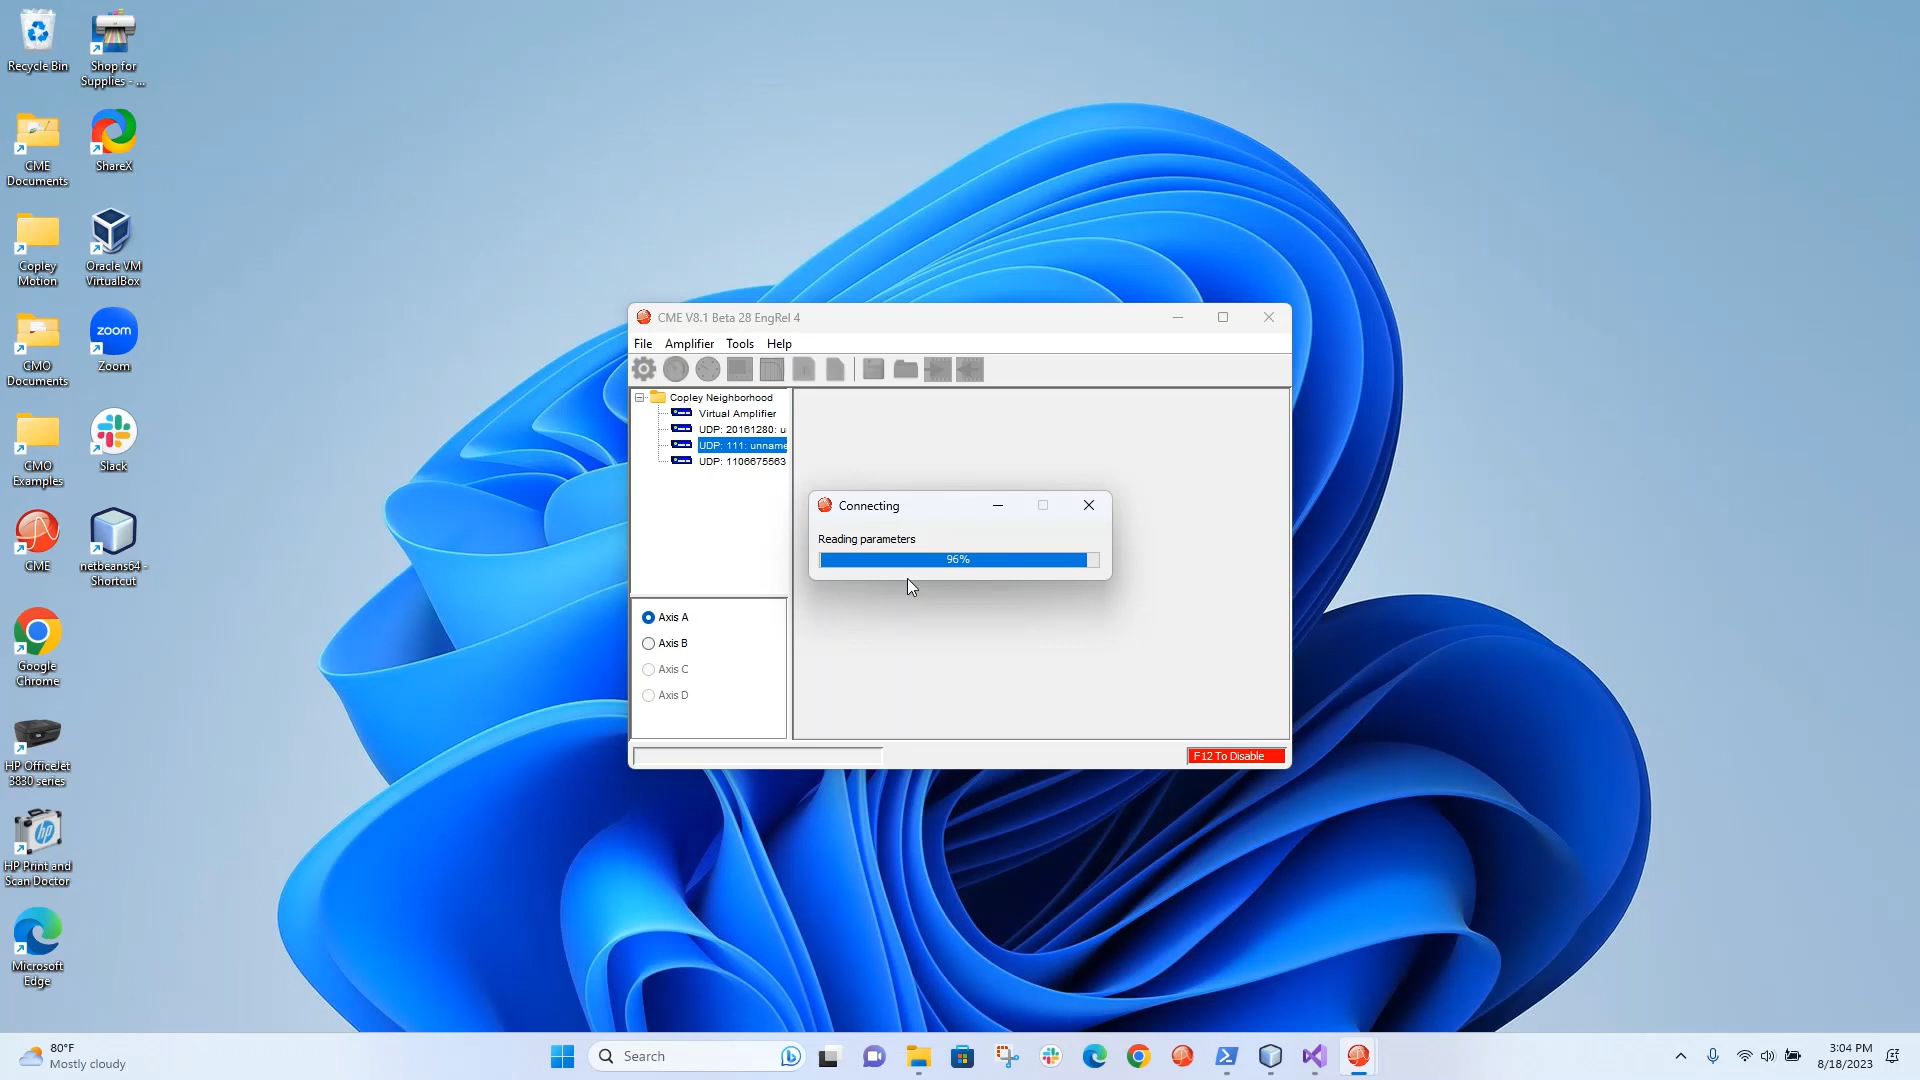 Recycle Bin
Shop for
Supplies - ...
CME
Documents
ShareX
Copley
Motion
Oracle VM
VirtualBox
CMO
Documents
zoom
Zoom
CMO
Examples
Slack
CME
netbeans64 -
Shortcut
Google
Chrome
HP OfficeJet
3830 series
hp
HP Print and
Scan Doctor
Microsoft
Edge
CME V8.1 Beta 28 EngRel 4
File Amplifier Tools Help
Copley Neighborhood
Virtual Amplifier
UDP: 20161280: u
UDP: 111: unname
UDP: 1106675563
Connecting
Reading parameters
96%
Axis A
Axis B
Axis C
Axis D
F12 To Disable
80°F
Mostly cloudy
Search
3:04 PM
8/18/2023